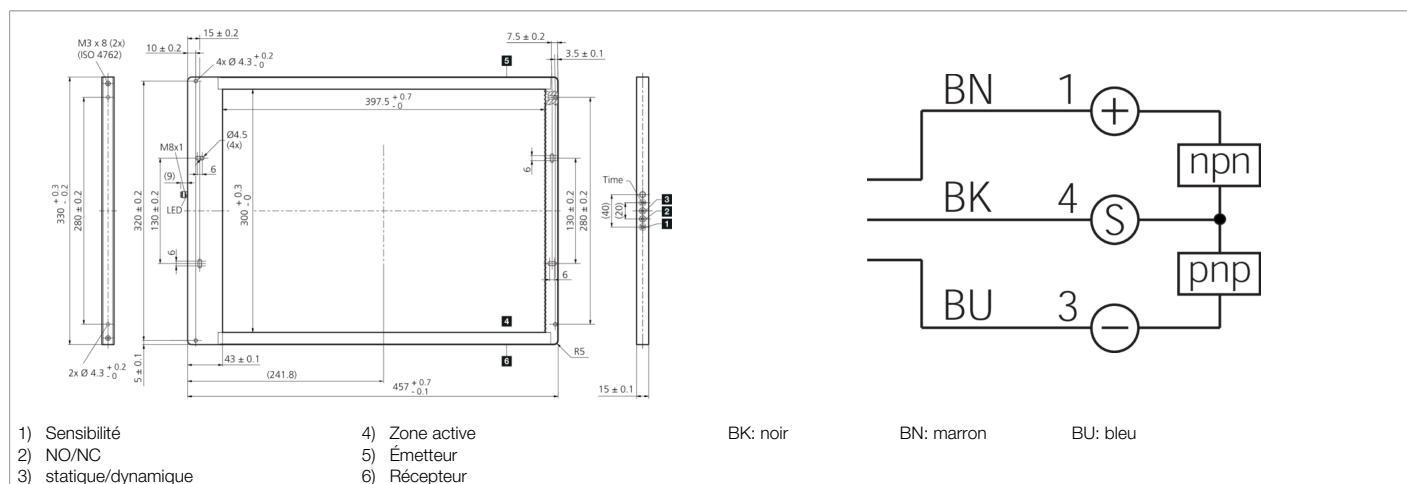 15 ± 0.2
10 ± 0.2
M3 x 8 (2x)
(ISO 4762)
4x Ø 4.3 + 0.2 - 0
7.5 ± 0.2
3.5 ± 0.1
5
397.5 + 0.7 - 0
Ø4.5
(4x)
M8x1
(9)
LED
6
6
6
6
330 + 0.3 - 0.2
280 ± 0.2
320 ± 0.2
130 ± 0.2
300 + 0.3 - 0
130 ± 0.2
280 ± 0.2
Time
(40)
(20)
3
2
1
4
6
R5
2x Ø 4.3 + 0.2 - 0
5 ± 0.1
43 ± 0.1
(241.8)
457 + 0.7 - 0.1
15 ± 0.1
BN 1 +
npn
BK 4 S
pnp
BU 3 −
1) Sensibilité
2) NO/NC
3) statique/dynamique
4) Zone active
5) Émetteur
6) Récepteur
BK: noir
BN: marron
BU: bleu